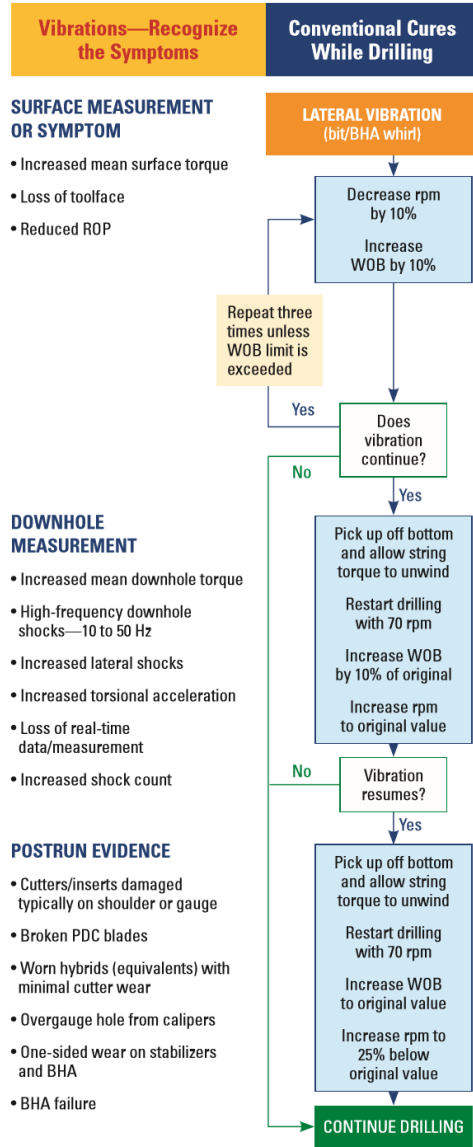 Vibrations—Recognize
the Symptoms
Conventional Cures
While Drilling
SURFACE MEASUREMENT
OR SYMPTOM
• Increased mean surface torque
• Loss of toolface
• Reduced ROP
LATERAL VIBRATION
(bit/BHA whirl)
Decrease rpm
by 10%
Increase
WOB by 10%
Repeat three
times unless
WOB limit is
exceeded
Yes
Does
vibration
continue?
No
Yes
DOWNHOLE
MEASUREMENT
• Increased mean downhole torque
• High-frequency downhole
shocks—10 to 50 Hz
• Increased lateral shocks
• Increased torsional acceleration
• Loss of real-time
data/measurement
• Increased shock count
Pick up off bottom
and allow string
torque to unwind
Restart drilling
with 70 rpm
Increase WOB
by 10% of original
Increase rpm
to original value
No
Vibration
resumes?
Yes
POSTRUN EVIDENCE
• Cutters/inserts damaged
typically on shoulder or gauge
• Broken PDC blades
• Worn hybrids (equivalents) with
minimal cutter wear
• Overgauge hole from calipers
• One-sided wear on stabilizers
and BHA
• BHA failure
Pick up off bottom
and allow string
torque to unwind
Restart drilling
with 70 rpm
Increase WOB
to original value
Increase rpm to
25% below
original value
CONTINUE DRILLING